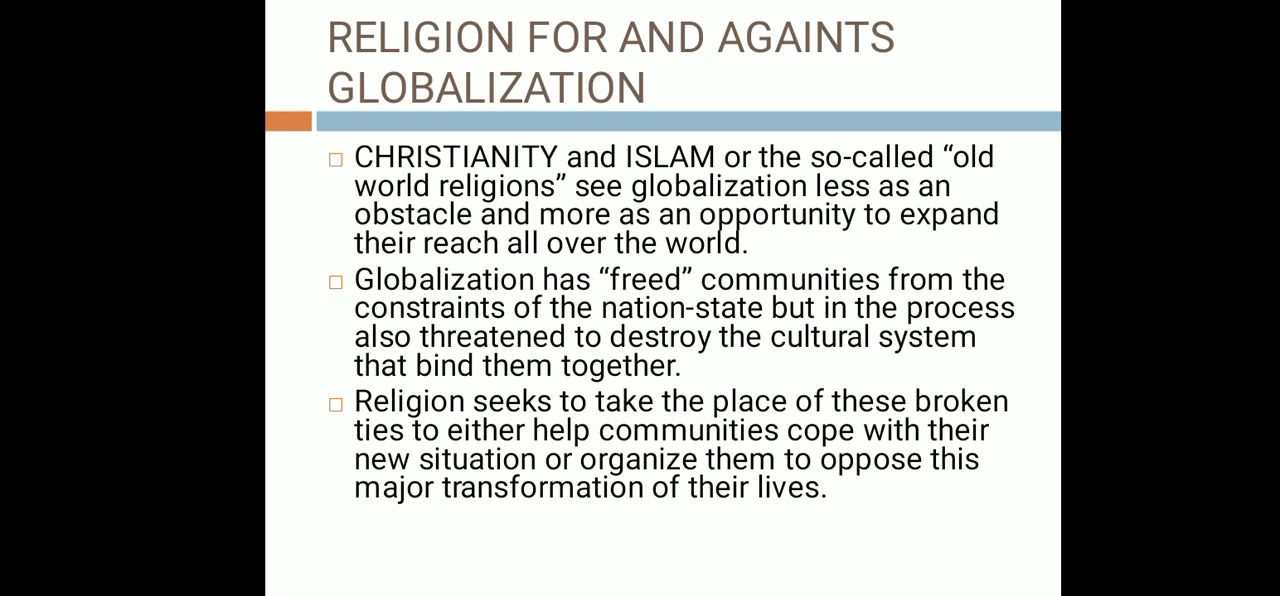 RELIGION FOR AND AGAINTS
GLOBALIZATION
CHRISTIANITY and ISLAM or the so-called “old
world religions” see globalization less as an
obstacle and more as an opportunity to expand
their reach all over the world.
Globalization has “freed” communities from the
constraints of the nation-state but in the process
also threatened to destroy the cultural system
that bind them together.
Religion seeks to take the place of these broken
ties to either help communities cope with their
new situation or organize them to oppose this
major transformation of their lives.